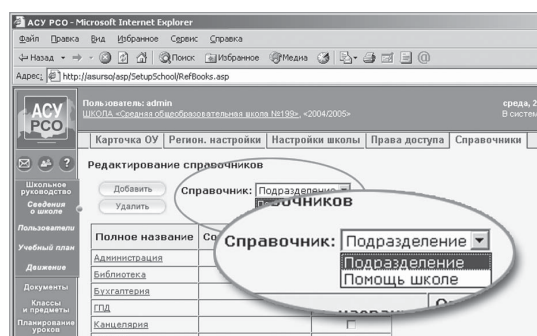 АСУ РСО - Microsoft Internet Explorer
Файл Правка Вид Избранное Сервис Справка
Назад Поиск Избранное Медиа
Адрес: http://asurso/asp/SetupSchool/RefBooks.asp
АСУ РСО
Пользователь: admin
среда, 2
ШКОЛА «Средняя общеобразовательная школа №199», «2004/2005»
В систем
Карточка ОУ Регион. настройки Настройки школы Права доступа Справочники
Редактирование справочников
Добавить
Удалить
Справочник: Подразделение
вочников
Справочник: Подразделение
Подразделение
Помощь школе
Полное название Со
название
Администрация
Библиотека
Бухгалтерия
ГПД
Канцелярия
Школьное руководство
Сведения о школе
Пользователи
Учебный план
Движение
Документы
Классы и предметы
Планирование уроков